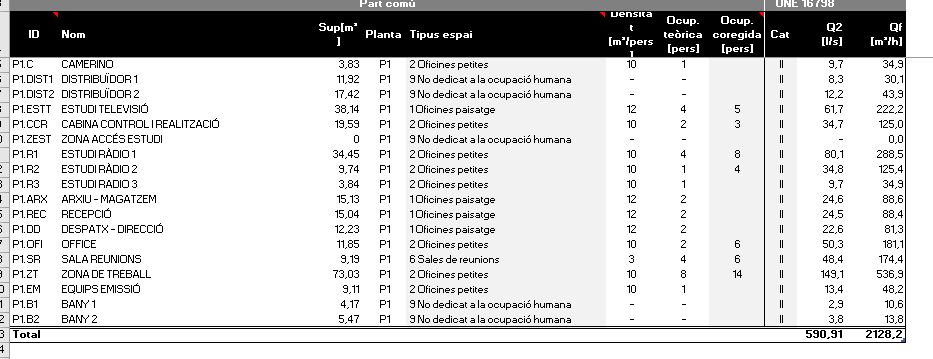 Part comú UNE 16798
ID Nom Sup[m² ] Planta Tipus espai Densita t [m²/pers ] Ocup. teòrica [pers] Ocup. coregida [pers] Cat Q2 [l/s] Qf [m³/h]
P1.C CAMERINO 3,83 P1 2 Oficines petites 10 1 II 9,7 34,9
P1.DIST1 DISTRIBUÏDOR 1 11,92 P1 9 No dedicat a la ocupació humana - - II 8,3 30,1
P1.DIST2 DISTRIBUÏDOR 2 17,42 P1 9 No dedicat a la ocupació humana - - II 12,2 43,9
P1.ESTT ESTUDI TELEVISIÓ 38,14 P1 1 Oficines paisatge 12 4 5 II 61,7 222,2
P1.CCR CABINA CONTROL I REALITZACIÓ 19,59 P1 2 Oficines petites 10 2 3 II 34,7 125,0
P1.ZEST ZONA ACCÉS ESTUDI 0 P1 9 No dedicat a la ocupació humana - - II - 0,0
P1.R1 ESTUDI RÀDIO 1 34,45 P1 2 Oficines petites 10 4 8 II 80,1 288,5
P1.R2 ESTUDI RÀDIO 2 9,74 P1 2 Oficines petites 10 1 4 II 34,8 125,4
P1.R3 ESTUDI RADIO 3 3,84 P1 2 Oficines petites 10 1 II 9,7 34,9
P1.ARX ARXIU - MAGATZEM 15,13 P1 1 Oficines paisatge 12 2 II 24,6 88,6
P1.REC RECEPCIÓ 15,04 P1 1 Oficines paisatge 12 2 II 24,5 88,4
P1.DD DESPATX - DIRECCIÓ 12,23 P1 1 Oficines paisatge 12 2 II 22,6 81,3
P1.OFI OFFICE 11,85 P1 2 Oficines petites 10 2 6 II 50,3 181,1
P1.SR SALA REUNIONS 9,19 P1 6 Sales de reunions 3 4 6 II 48,4 174,4
P1.ZT ZONA DE TREBALL 73,03 P1 2 Oficines petites 10 8 14 II 149,1 536,9
P1.EM EQUIPS EMISSIÓ 9,11 P1 2 Oficines petites 10 1 II 13,4 48,2
P1.B1 BANY 1 4,17 P1 9 No dedicat a la ocupació humana - - II 2,9 10,6
P1.B2 BANY 2 5,47 P1 9 No dedicat a la ocupació humana - - II 3,8 13,8
Total 590,91 2128,2